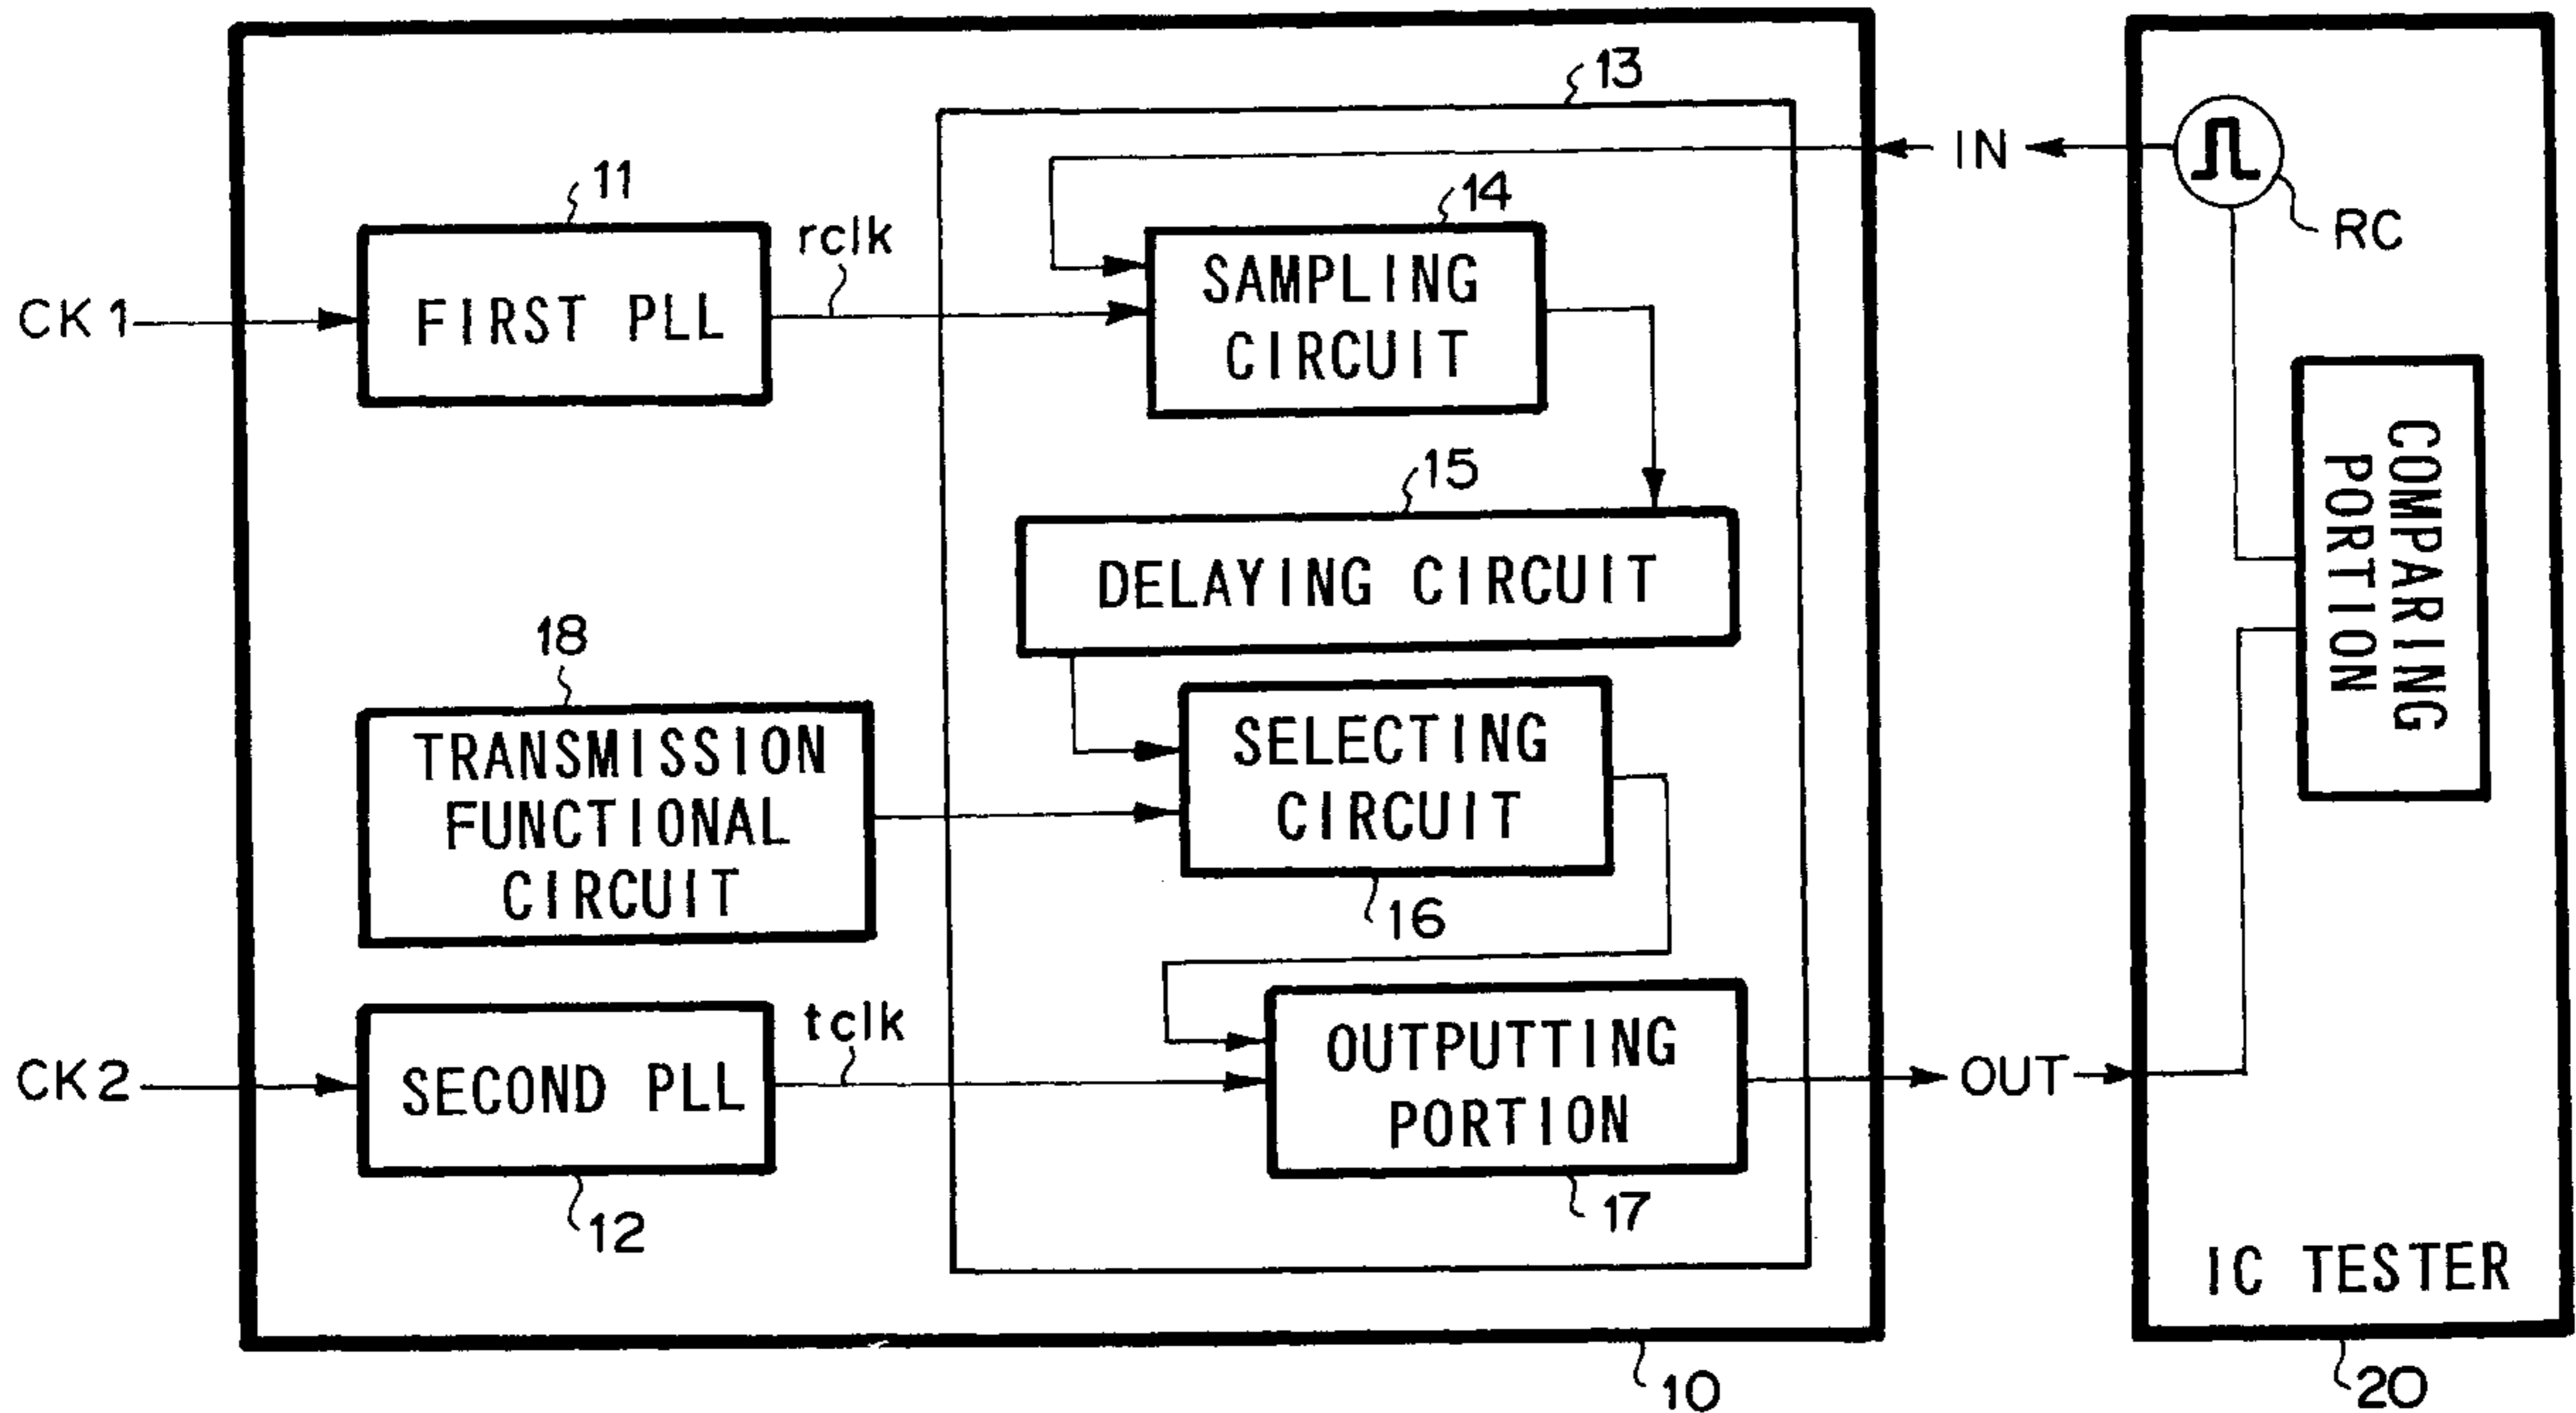 13
IN
11
14
rclk
RC
SAMPLING
CIRCUIT
CK1
FIRST PLL
15
COMPARING
PORTION
DELAYING CIRCUIT
18
TRANSMISSION
FUNCTIONAL
CIRCUIT
SELECTING
CIRCUIT
16
tclk
OUTPUTTING
PORTION
CK2
SECOND PLL
OUT
12
17
IC TESTER
10
20